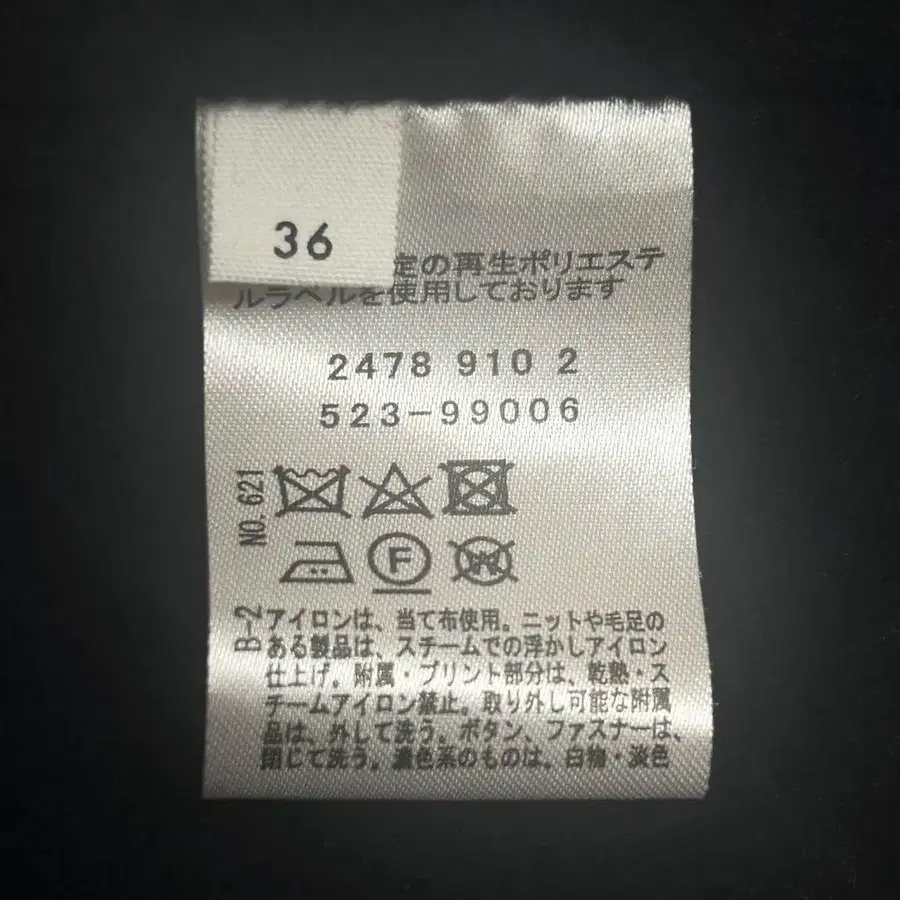 36
定の再生ポリエステ
ルラベルを使用しております
2478 910 2
523-99006
NO.621
F
W
B-2
アイロンは、当て布使用。ニットや毛足の
ある製品は、スチームでの浮かしアイロン
仕上げ。附属・プリント部分は、乾熱・ス
チームアイロン禁止。取り外し可能な附属
品は、外して洗う。ボタン、ファスナーは、
閉じて洗う。濃色系のものは、白物・淡色